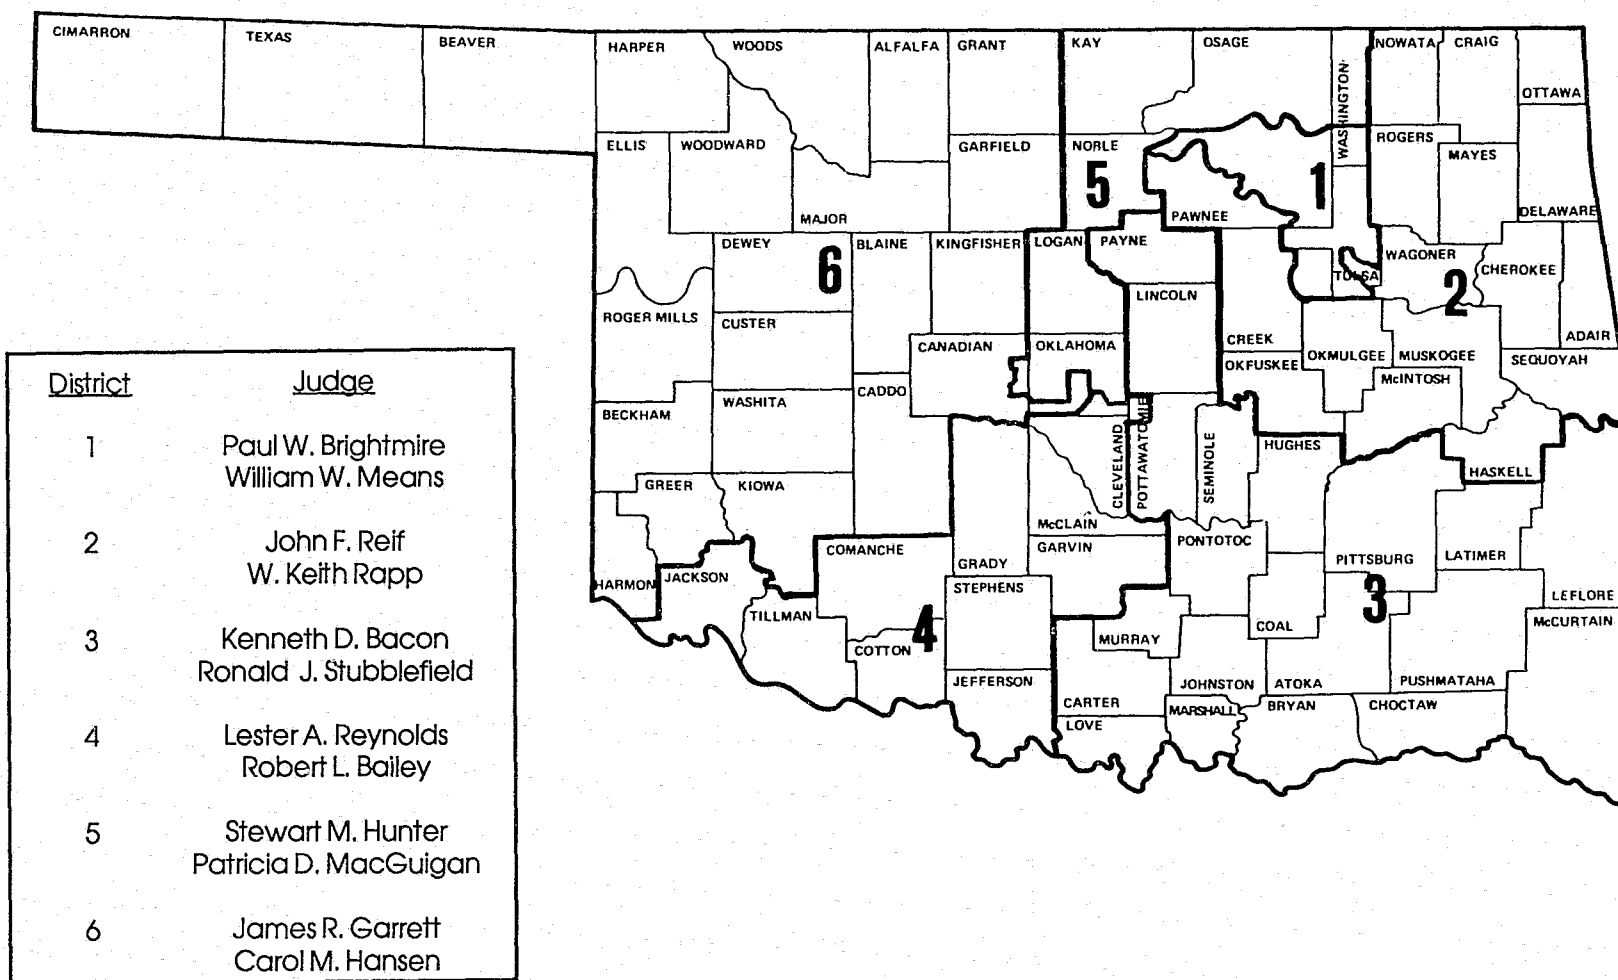 CIMARRON
TEXAS
BEAVER
HARPER
WOODS
ALFALFA
GRANT
KAY
OSAGE
WASHINGTON
NOWATA
CRAIG
OTTAWA
ELLIS
WOODWARD
GARFIELD
NORLE
ROGERS
MAYES
5
1
MAJOR
PAWNEE
DELAWARE
DEWEY
BLAINE
KINGFISHER
LOGAN
PAYNE
WAGONER
CHEROKEE
6
TULSA
2
LINCOLN
ROGER MILLS
CUSTER
CANADIAN
OKLAHOMA
CREEK
ADAIR
OKFUSKEE
OKMULGEE
MUSKOGEE
SEQUOYAH
McINTOSH
BECKHAM
WASHITA
CADDO
CLEVELAND
POTTAWATOMIE
SEMINOLE
HUGHES
HASKELL
GREER
KIOWA
McCLAIN
GARVIN
PONTOTOC
COMANCHE
GRADY
PITTSBURG
LATIMER
HARMON
JACKSON
STEPHENS
3
LEFLORE
TILLMAN
4
COTTON
MURRAY
COAL
McCURTAIN
JEFFERSON
JOHNSTON
ATOKA
PUSHMATAHA
CARTER
MARSHALL
BRYAN
CHOCTAW
LOVE
District Judge
1 Paul W. Brightmire
William W. Means
2 John F. Reif
W. Keith Rapp
3 Kenneth D. Bacon
Ronald J. Stubblefield
4 Lester A. Reynolds
Robert L. Bailey
5 Stewart M. Hunter
Patricia D. MacGuigan
6 James R. Garrett
Carol M. Hansen